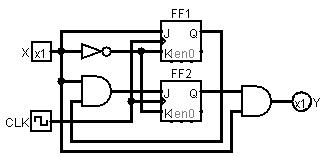 FF1
X x1
J Q
K en0
FF2
J Q
K en0
x1 Y
CLK